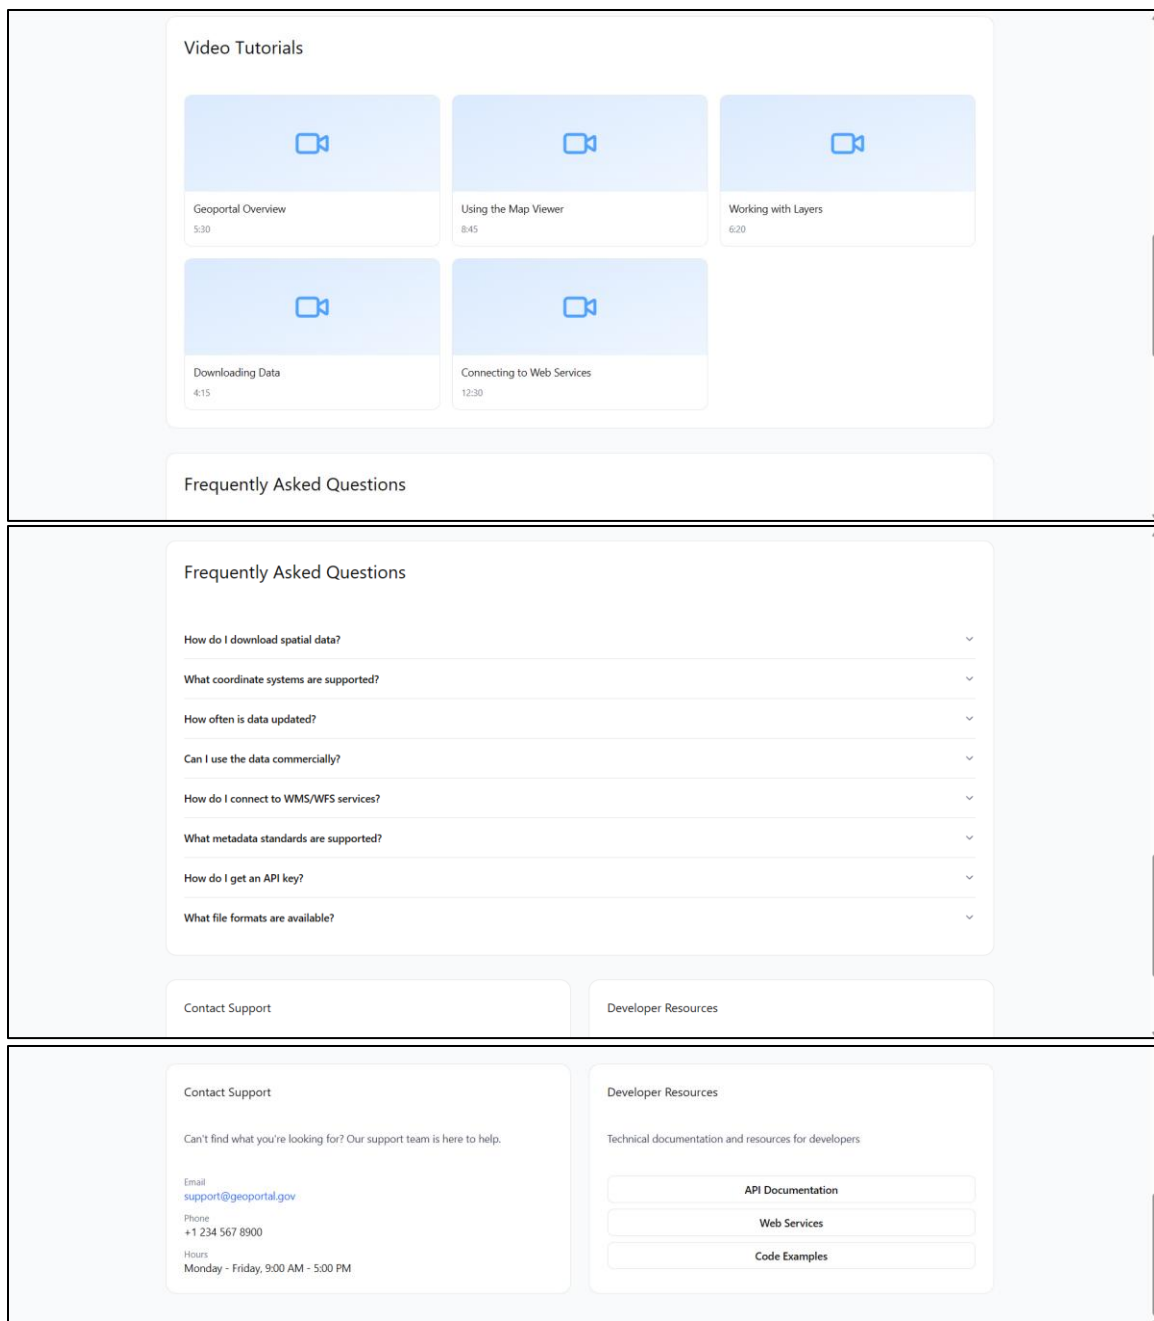 Video Tutorials
Geoportal Overview
5:30
Using the Map Viewer
8:45
Working with Layers
6:20
Downloading Data
4:15
Connecting to Web Services
12:30
Frequently Asked Questions
Frequently Asked Questions
How do I download spatial data?
What coordinate systems are supported?
How often is data updated?
Can I use the data commercially?
How do I connect to WMS/WFS services?
What metadata standards are supported?
How do I get an API key?
What file formats are available?
Contact Support
Developer Resources
Contact Support
Can't find what you're looking for? Our support team is here to help.
Email
support@geoportal.gov
Phone
+1 234 567 8900
Hours
Monday - Friday, 9:00 AM - 5:00 PM
Developer Resources
Technical documentation and resources for developers
API Documentation
Web Services
Code Examples